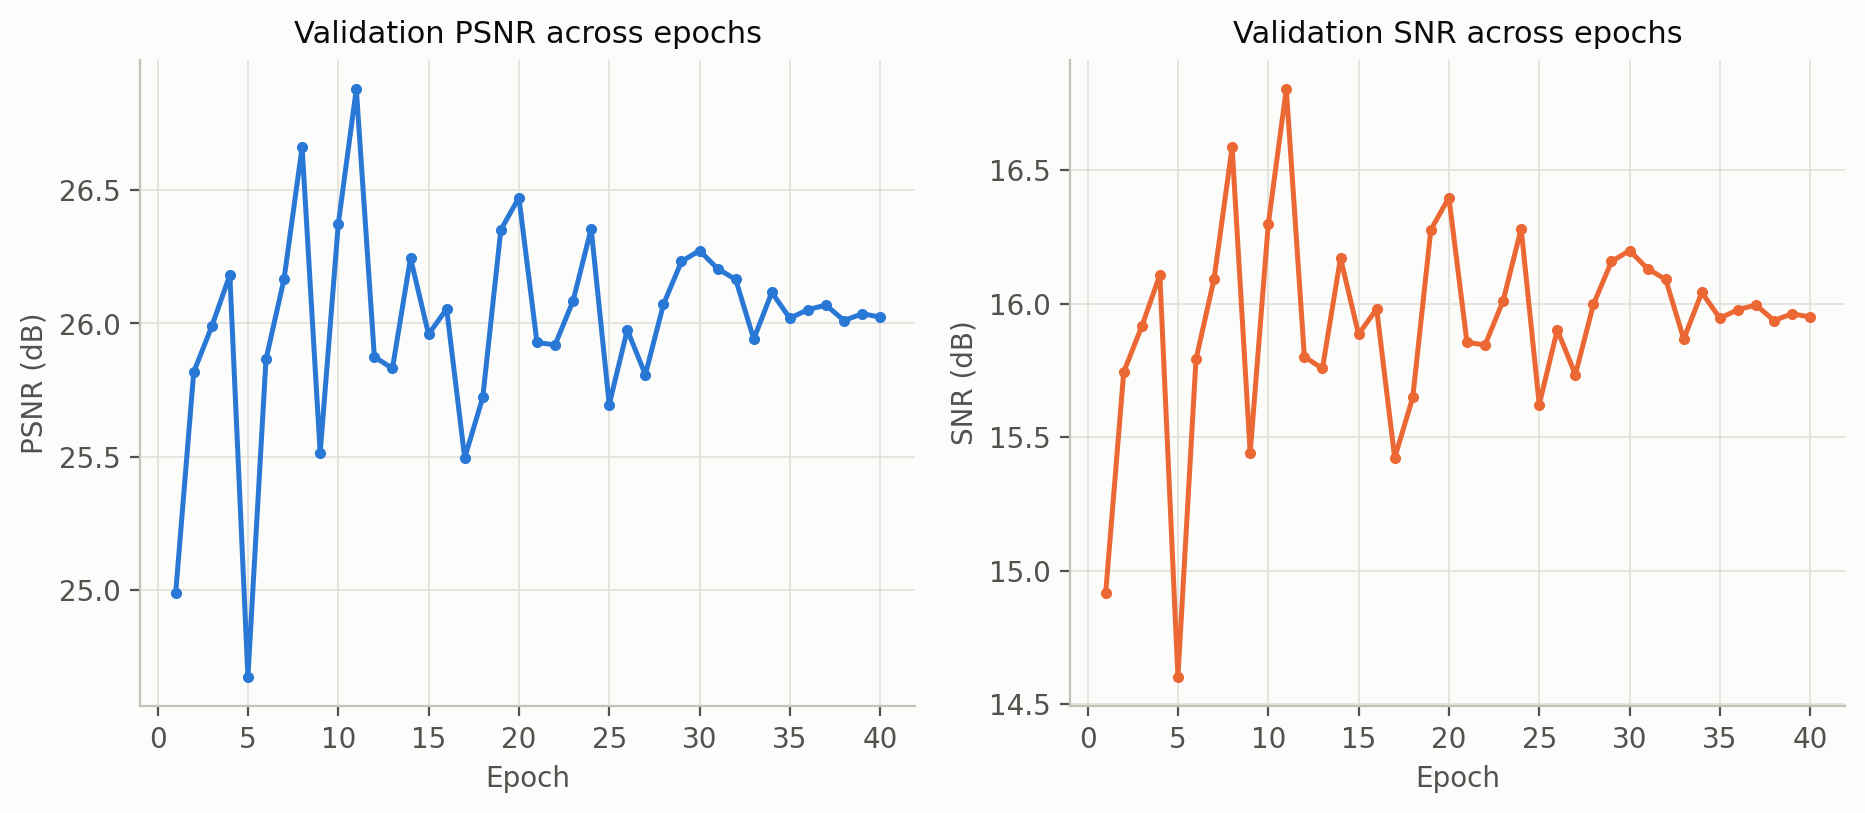 Validation PSNR across epochs
PSNR (dB)
26.5
26.0
25.5
25.0
0 5 10 15 20 25 30 35 40
Epoch
Validation SNR across epochs
SNR (dB)
16.5
16.0
15.5
15.0
14.5
0 5 10 15 20 25 30 35 40
Epoch